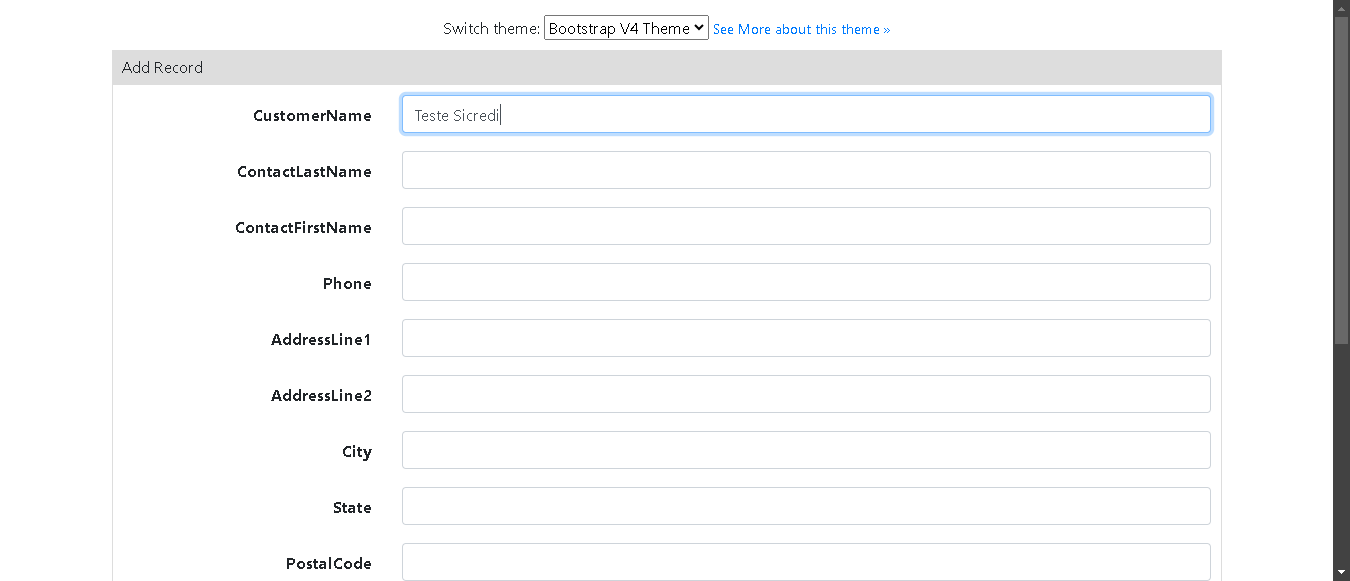 Switch theme: Bootstrap V4 Theme See More about this theme »
Add Record
CustomerName Teste Sicredi
ContactLastName
ContactFirstName
Phone
AddressLine1
AddressLine2
City
State
PostalCode